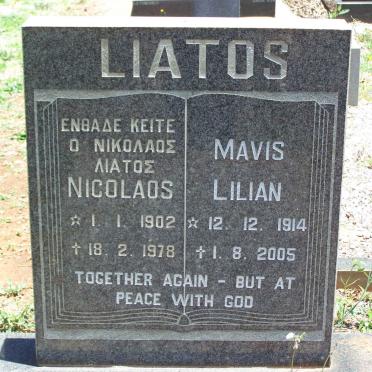 LIATOS
ΕΝΘΑΔΕ ΚΕΙΤΕ
Ο ΝΙΚΟΛΑΟΣ
ΛΙΑΤΟΣ
NICOLAOS
☆ 1. 1. 1902
† 18. 2. 1978
MAVIS
LILIAN
☆ 12. 12. 1914
† 1. 8. 2005
TOGETHER AGAIN - BUT AT
PEACE WITH GOD